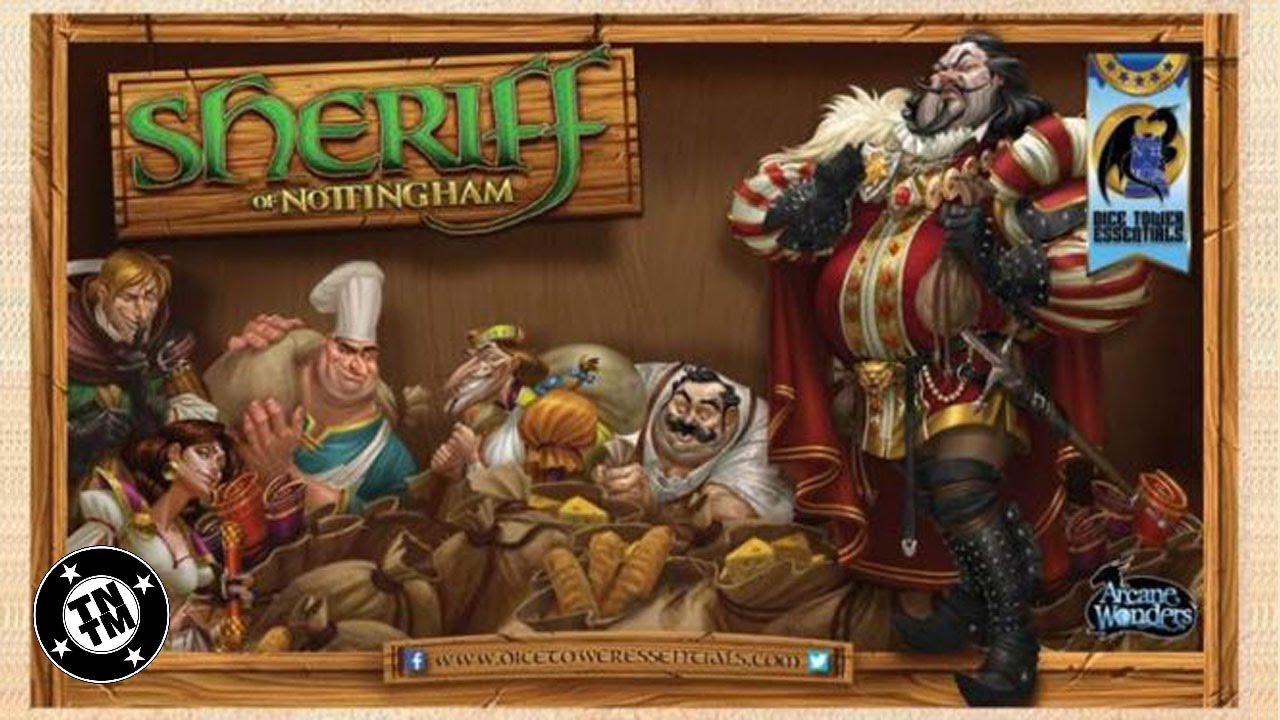 SHERIFF
OF NOTTINGHAM
DICE TOWER
ESSENTIALS
TN
TM
Arcane
Wonders
f WWW.DICETOWERESSENTIALS.COM